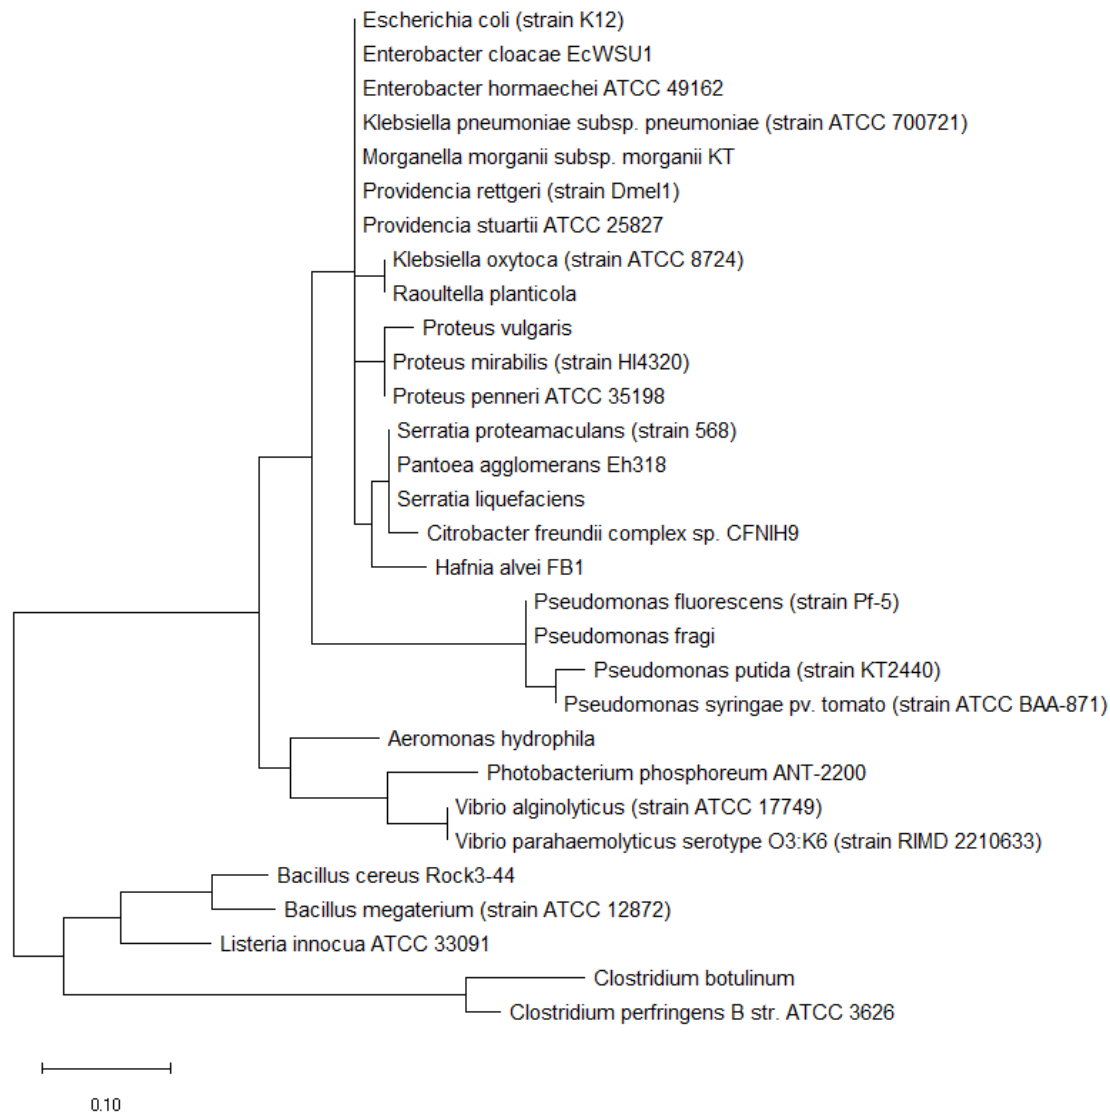 Escherichia coli (strain K12)
Enterobacter cloacae EcWSU1
Enterobacter hormaechei ATCC 49162
Klebsiella pneumoniae subsp. pneumoniae (strain ATCC 700721)
Morganella morganii subsp. morganii KT
Providencia rettgeri (strain Dmel1)
Providencia stuartii ATCC 25827
Klebsiella oxytoca (strain ATCC 8724)
Raoultella planticola
Proteus vulgaris
Proteus mirabilis (strain HI4320)
Proteus penneri ATCC 35198
Serratia proteamaculans (strain 568)
Pantoea agglomerans Eh318
Serratia liquefaciens
Citrobacter freundii complex sp. CFNIH9
Hafnia alvei FB1
Pseudomonas fluorescens (strain Pf-5)
Pseudomonas fragi
Pseudomonas putida (strain KT2440)
Pseudomonas syringae pv. tomato (strain ATCC BAA-871)
Aeromonas hydrophila
Photobacterium phosphoreum ANT-2200
Vibrio alginolyticus (strain ATCC 17749)
Vibrio parahaemolyticus serotype O3:K6 (strain RIMD 2210633)
Bacillus cereus Rock3-44
Bacillus megaterium (strain ATCC 12872)
Listeria innocua ATCC 33091
Clostridium botulinum
Clostridium perfringens B str. ATCC 3626
0.10